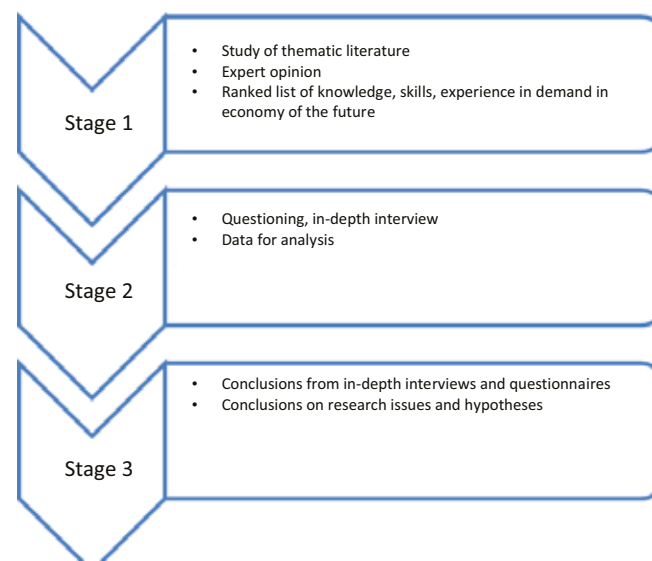 Stage 1
• Study of thematic literature
• Expert opinion
• Ranked list of knowledge, skills, experience in demand in
economy of the future
Stage 2
• Questioning, in-depth interview
• Data for analysis
Stage 3
• Conclusions from in-depth interviews and questionnaires
• Conclusions on research issues and hypotheses